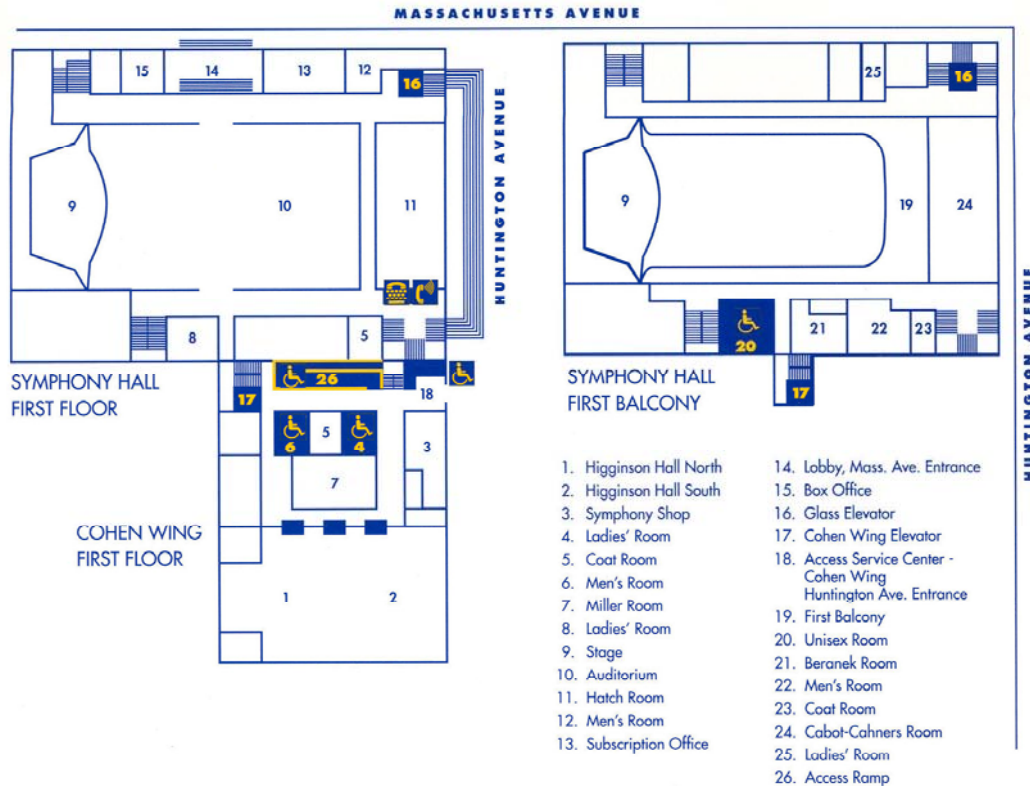 MASSACHUSETTS AVENUE
15
14
13
12
16
9
10
11
8
5
HUNTINGTON AVENUE
SYMPHONY HALL
FIRST FLOOR
17
26
18
6
5
4
3
7
COHEN WING
FIRST FLOOR
1
2
25
16
9
19
24
20
21
22
23
SYMPHONY HALL
FIRST BALCONY
17
HUNTINGTON AVENUE
1. Higginson Hall North
2. Higginson Hall South
3. Symphony Shop
4. Ladies' Room
5. Coat Room
6. Men's Room
7. Miller Room
8. Ladies' Room
9. Stage
10. Auditorium
11. Hatch Room
12. Men's Room
13. Subscription Office
14. Lobby, Mass. Ave. Entrance
15. Box Office
16. Glass Elevator
17. Cohen Wing Elevator
18. Access Service Center -
Cohen Wing
Huntington Ave. Entrance
19. First Balcony
20. Unisex Room
21. Beranek Room
22. Men's Room
23. Coat Room
24. Cabot-Cahners Room
25. Ladies' Room
26. Access Ramp